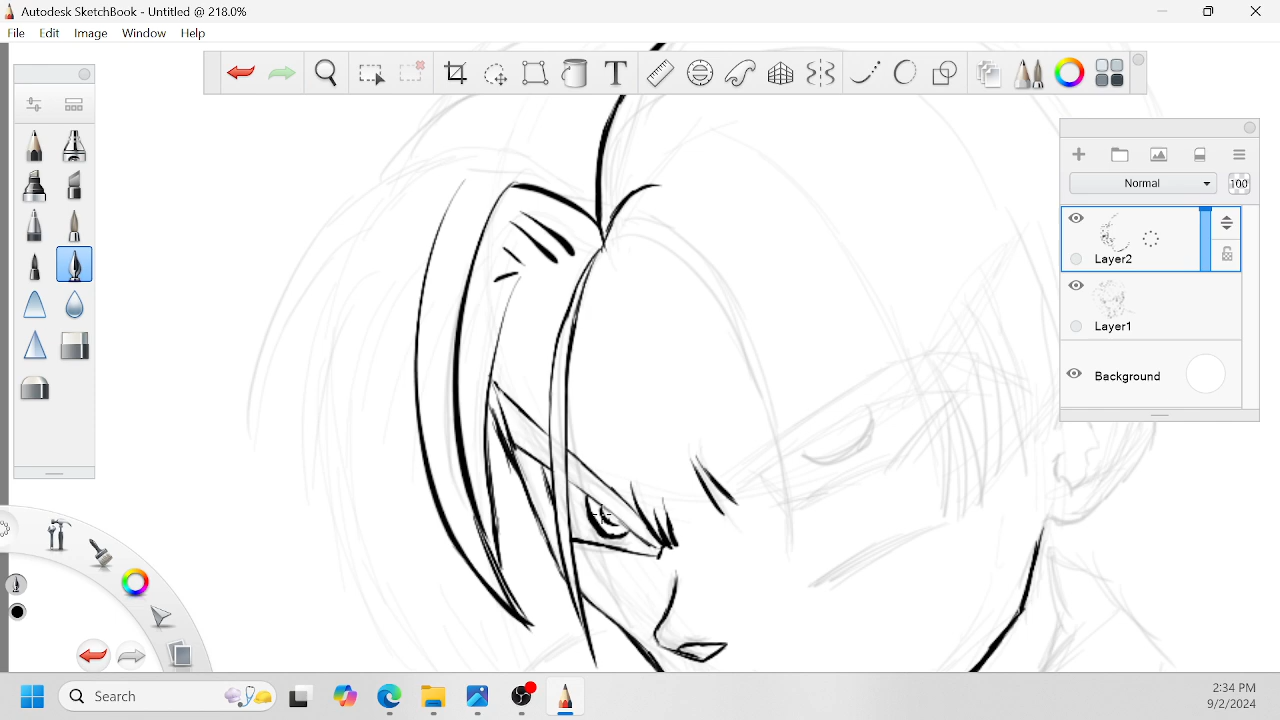 Autodesk SketchBook - Untitled @ 218.0%
File Edit Image Window Help
T
Normal 100
Layer2
Layer1
Background
Search
2:34 PM
9/3/2024